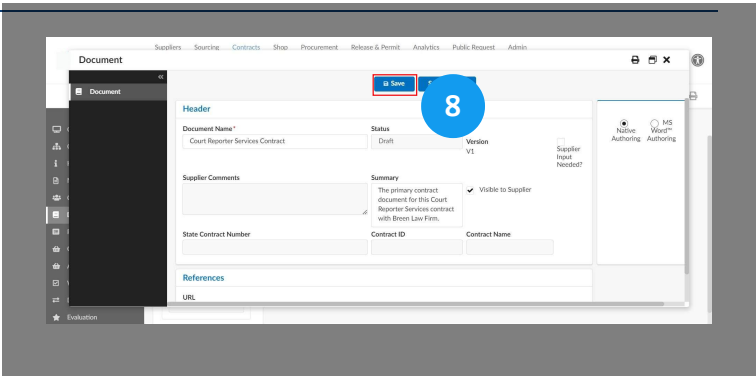 Suppliers Sourcing Contracts Shop Procurement Release & Permit Analytics Public Request Admin
Document
Document
Save
8
Header
Document Name*
Status
Court Reporter Services Contract
Draft
Version
V1
Supplier
Input
Needed?
Native
Authoring
MS
Word™
Authoring
Supplier Comments
Summary
The primary contract
document for this Court
Reporter Services contract
with Breen Law Firm.
Visible to Supplier
State Contract Number
Contract ID
Contract Name
References
URL
Evaluation